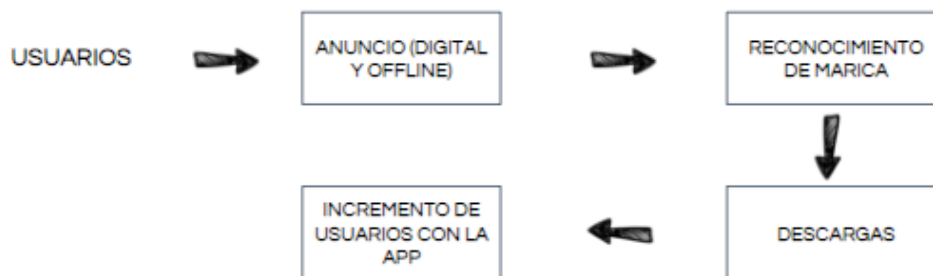 USUARIOS
ANUNCIO (DIGITAL
Y OFFLINE)
RECONOCIMIENTO
DE MARICA
INCREMENTO DE
USUARIOS CON LA
APP
DESCARGAS